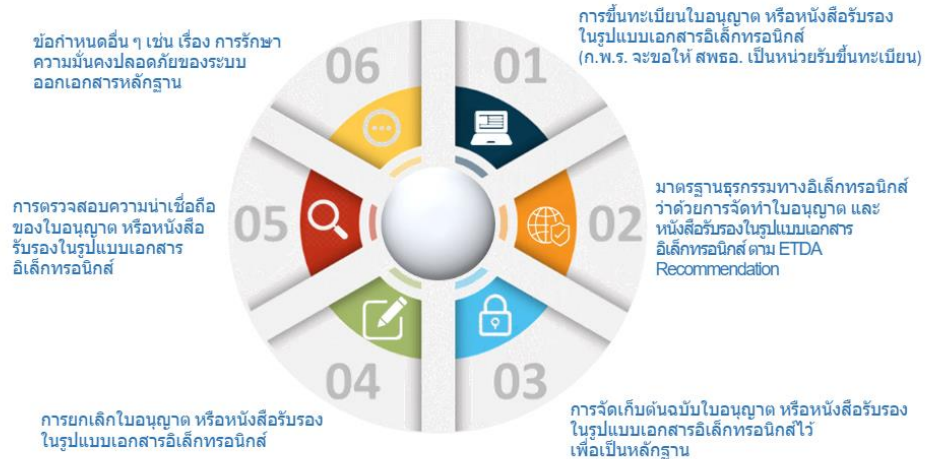 01
การขึ้นทะเบียนใบอนุญาต หรือหนังสือรับรอง
ในรูปแบบเอกสารอิเล็กทรอนิกส์
(ก.พ.ร. จะขอให้ สพธอ. เป็นหน่วยรับขึ้นทะเบียน)
02
มาตรฐานธุรกรรมทางอิเล็กทรอนิกส์
ว่าด้วยการจัดทำใบอนุญาต และ
หนังสือรับรองในรูปแบบเอกสาร
อิเล็กทรอนิกส์ ตาม ETDA
Recommendation
03
การจัดเก็บต้นฉบับใบอนุญาต หรือหนังสือรับรอง
ในรูปแบบเอกสารอิเล็กทรอนิกส์ไว้
เพื่อเป็นหลักฐาน
04
การยกเลิกใบอนุญาต หรือหนังสือรับรอง
ในรูปแบบเอกสารอิเล็กทรอนิกส์
05
การตรวจสอบความน่าเชื่อถือ
ของใบอนุญาต หรือหนังสือ
รับรองในรูปแบบเอกสาร
อิเล็กทรอนิกส์
06
ข้อกำหนดอื่น ๆ เช่น เรื่อง การรักษา
ความมั่นคงปลอดภัยของระบบ
ออกเอกสารหลักฐาน